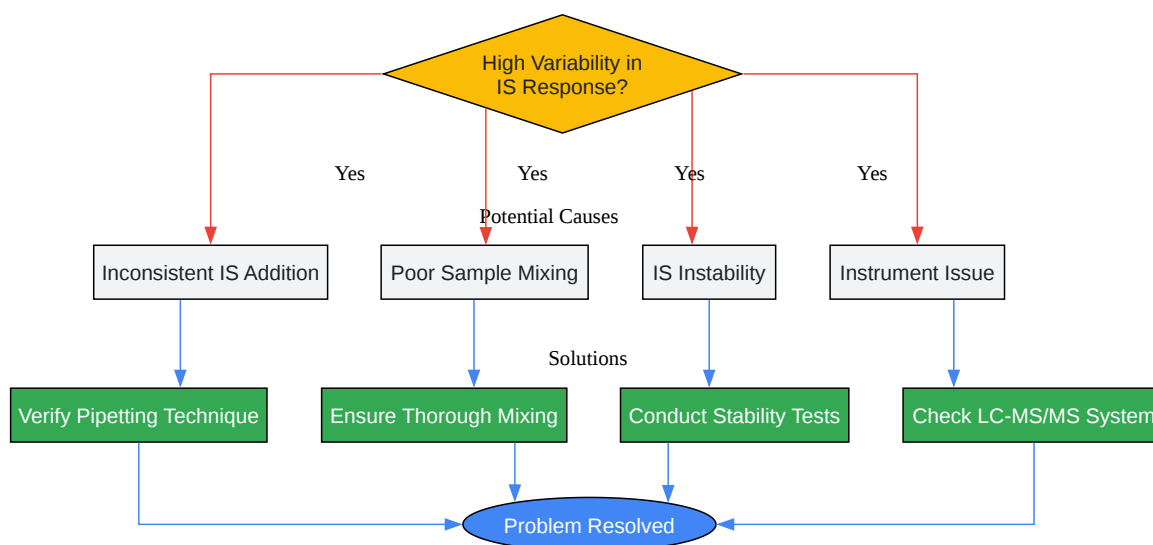 High Variability in
IS Response?
Yes
Yes
Yes
Yes
Potential Causes
Inconsistent IS Addition
Poor Sample Mixing
IS Instability
Instrument Issue
Solutions
Verify Pipetting Technique
Ensure Thorough Mixing
Conduct Stability Tests
Check LC-MS/MS System
Problem Resolved